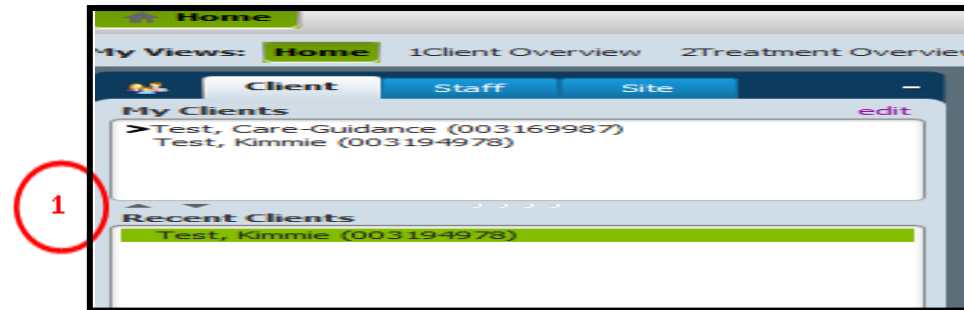 Home
My Views: Home 1Client Overview 2Treatment Overvie
Client Staff Site
My Clients edit
>Test, Care-Guidance (003169987)
Test, Kimmie (003194978)
1
Recent Clients
Test, Kimmie (003194978)